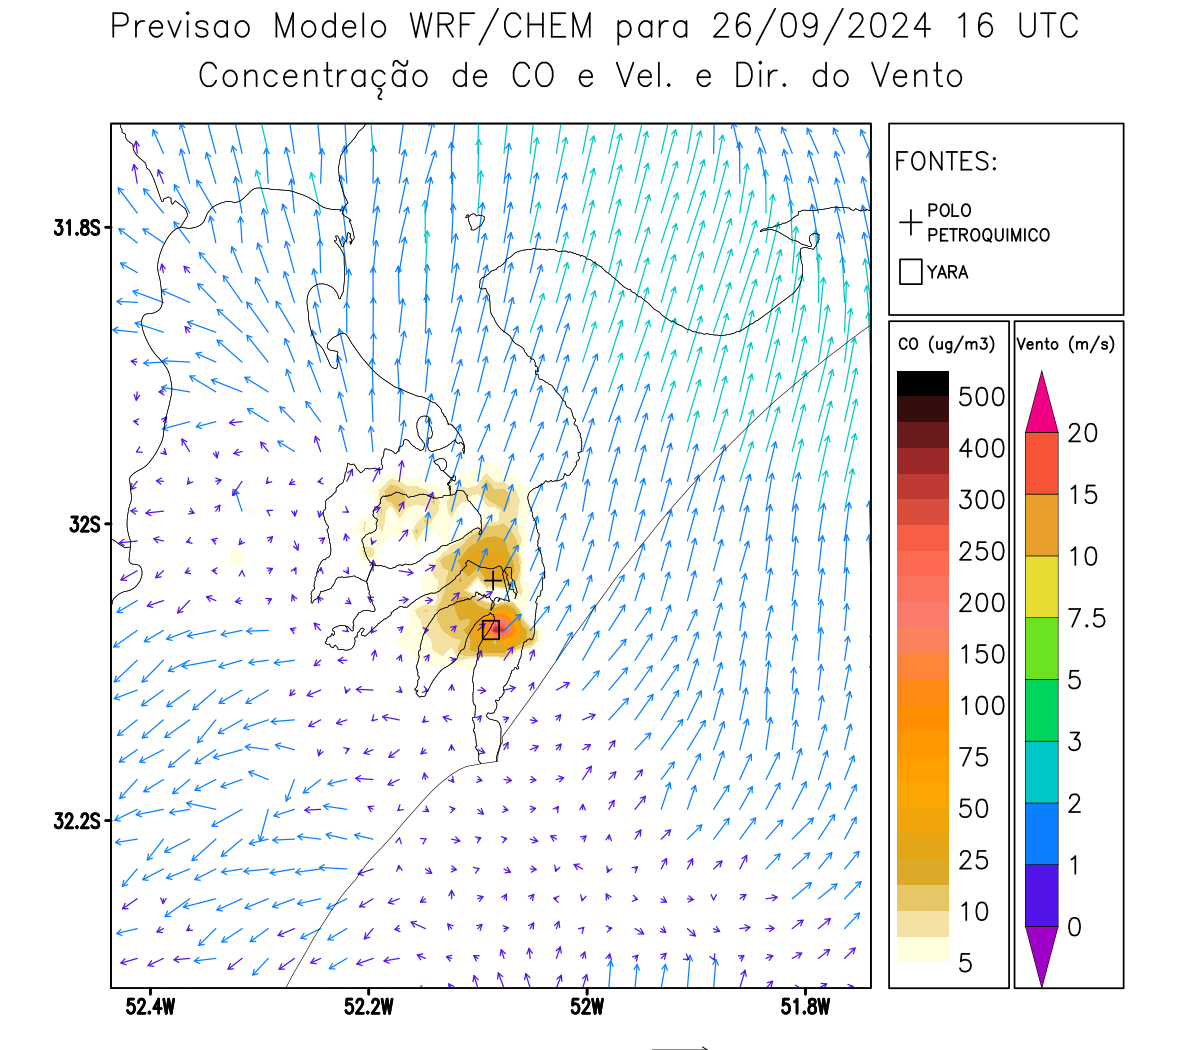 Previsao Modelo WRF/CHEM para 26/09/2024 16 UTC
Concentração de CO e Vel. e Dir. do Vento
FONTES:
POLO
PETROQUIMICO
YARA
CO (ug/m3)
500
400
300
250
200
150
100
75
50
25
10
5
Vento (m/s)
20
15
10
7.5
5
3
2
1
0
31.8S
32S
32.2S
52.4W
52.2W
52W
51.8W